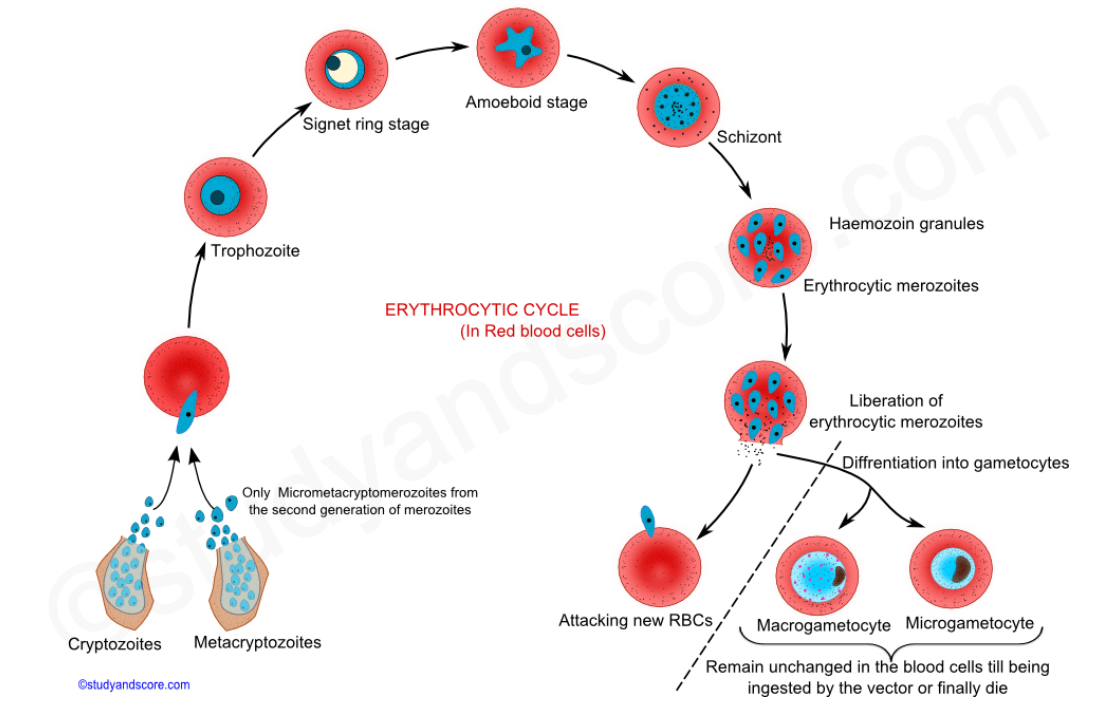 Amoeboid stage
Signet ring stage
Schizont
Trophozoite
Haemozoin granules
Erythrocytic merozoites
ERYTHROCYTIC CYCLE
(In Red blood cells)
Liberation of
erythrocytic merozoites
Diffrentiation into gametocytes
Only Micrometacryptomerozoites from
the second generation of merozoites
Cryptozoites
Metacryptozoites
Attacking new RBCs
Macrogametocyte
Microgametocyte
Remain unchanged in the blood cells till being
ingested by the vector or finally die
©studyandscore.com
©studyandscore.com